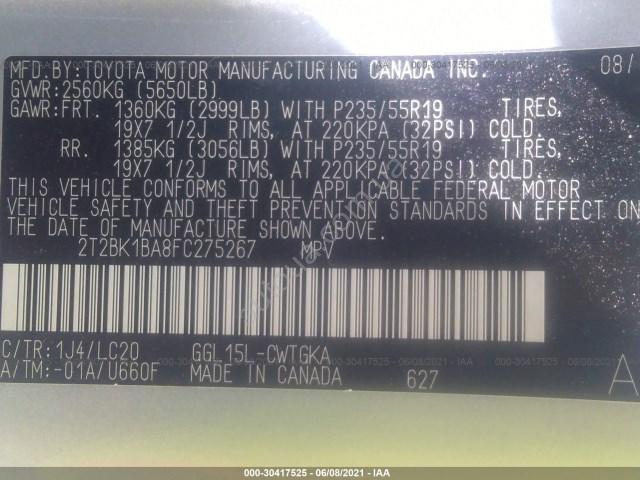 MFD.BY:TOYOTA MOTOR MANUFACTURING CANADA INC. 08/
GVWR:2560KG (5650LB)
GAWR:FRT. 1360KG (2999LB) WITH P235/55R19 TIRES,
19X7 1/2J RIMS, AT 220KPA (32PSI) COLD.
RR. 1385KG (3056LB) WITH P235/55R19 TIRES,
19X7 1/2J RIMS, AT 220KPA (32PSI) COLD.
THIS VEHICLE CONFORMS TO ALL APPLICABLE FEDERAL MOTOR
VEHICLE SAFETY AND THEFT PREVENTION STANDARDS IN EFFECT ON
THE DATE OF MANUFACTURE SHOWN ABOVE.
2T2BK1BA8FC275267 MPV
C/TR:1J4/LC20 GGL15L-CWTGKA
A/TM:-01A/U660F MADE IN CANADA 627 A
000-30417525 - 06/08/2021 - IAA